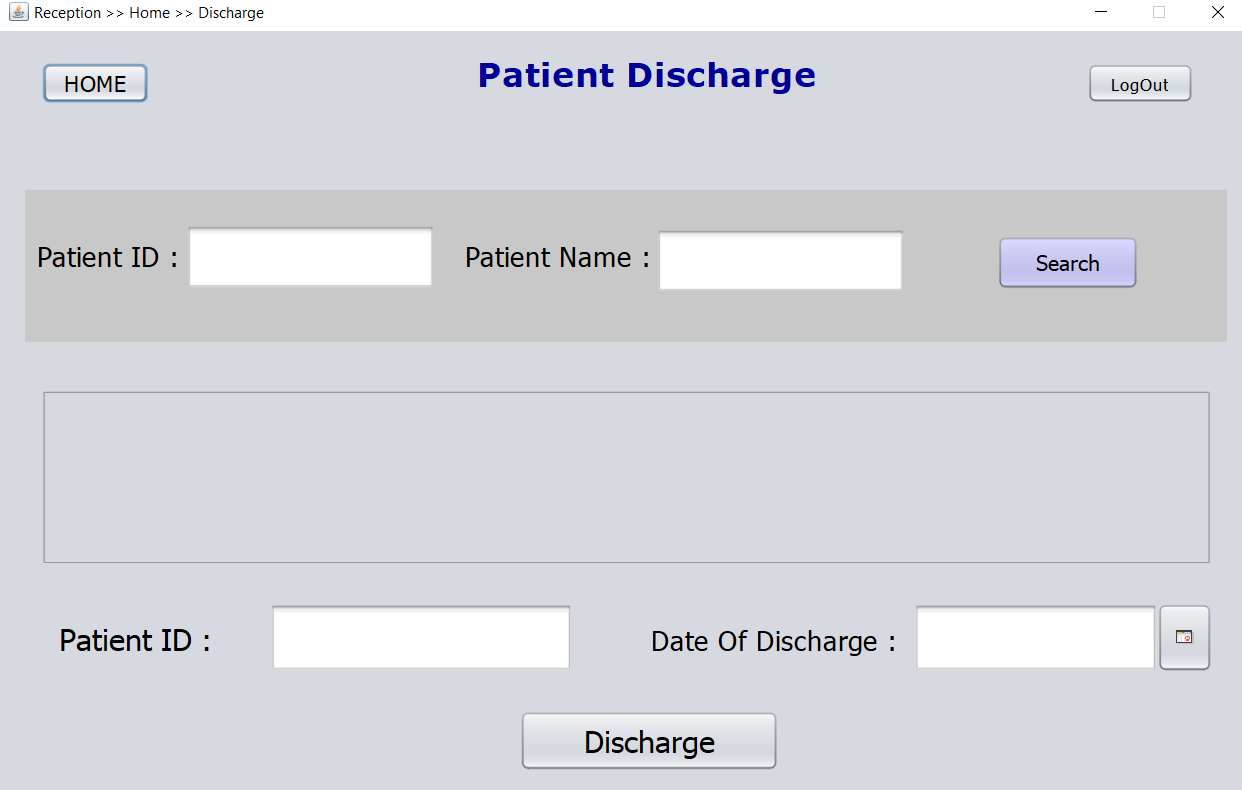 Reception >> Home >> Discharge
HOME
Patient Discharge
LogOut
Patient ID :
Patient Name :
Search
Patient ID :
Date Of Discharge :
Discharge